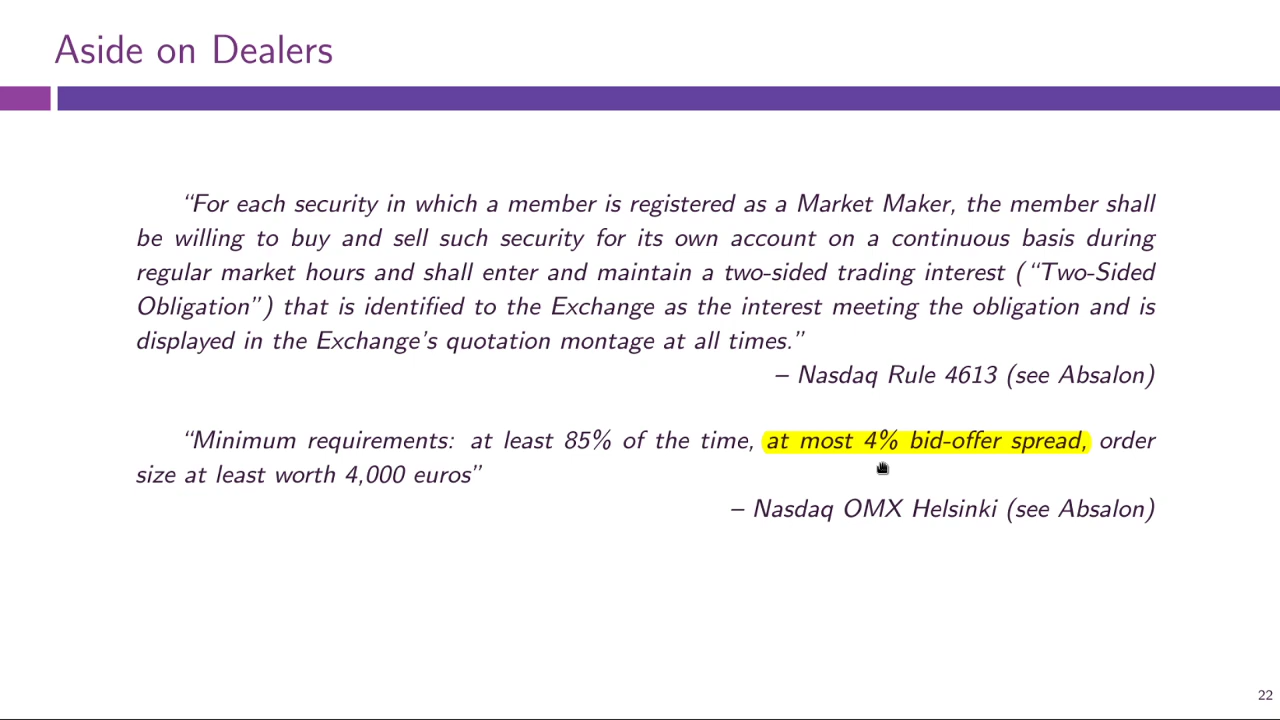 Aside on Dealers
“For each security in which a member is registered as a Market Maker, the member shall
be willing to buy and sell such security for its own account on a continuous basis during
regular market hours and shall enter and maintain a two-sided trading interest (“Two-Sided
Obligation”) that is identified to the Exchange as the interest meeting the obligation and is
displayed in the Exchange’s quotation montage at all times.”
– Nasdaq Rule 4613 (see Absalon)
“Minimum requirements: at least 85% of the time, at most 4% bid-offer spread, order
size at least worth 4,000 euros”
– Nasdaq OMX Helsinki (see Absalon)
22